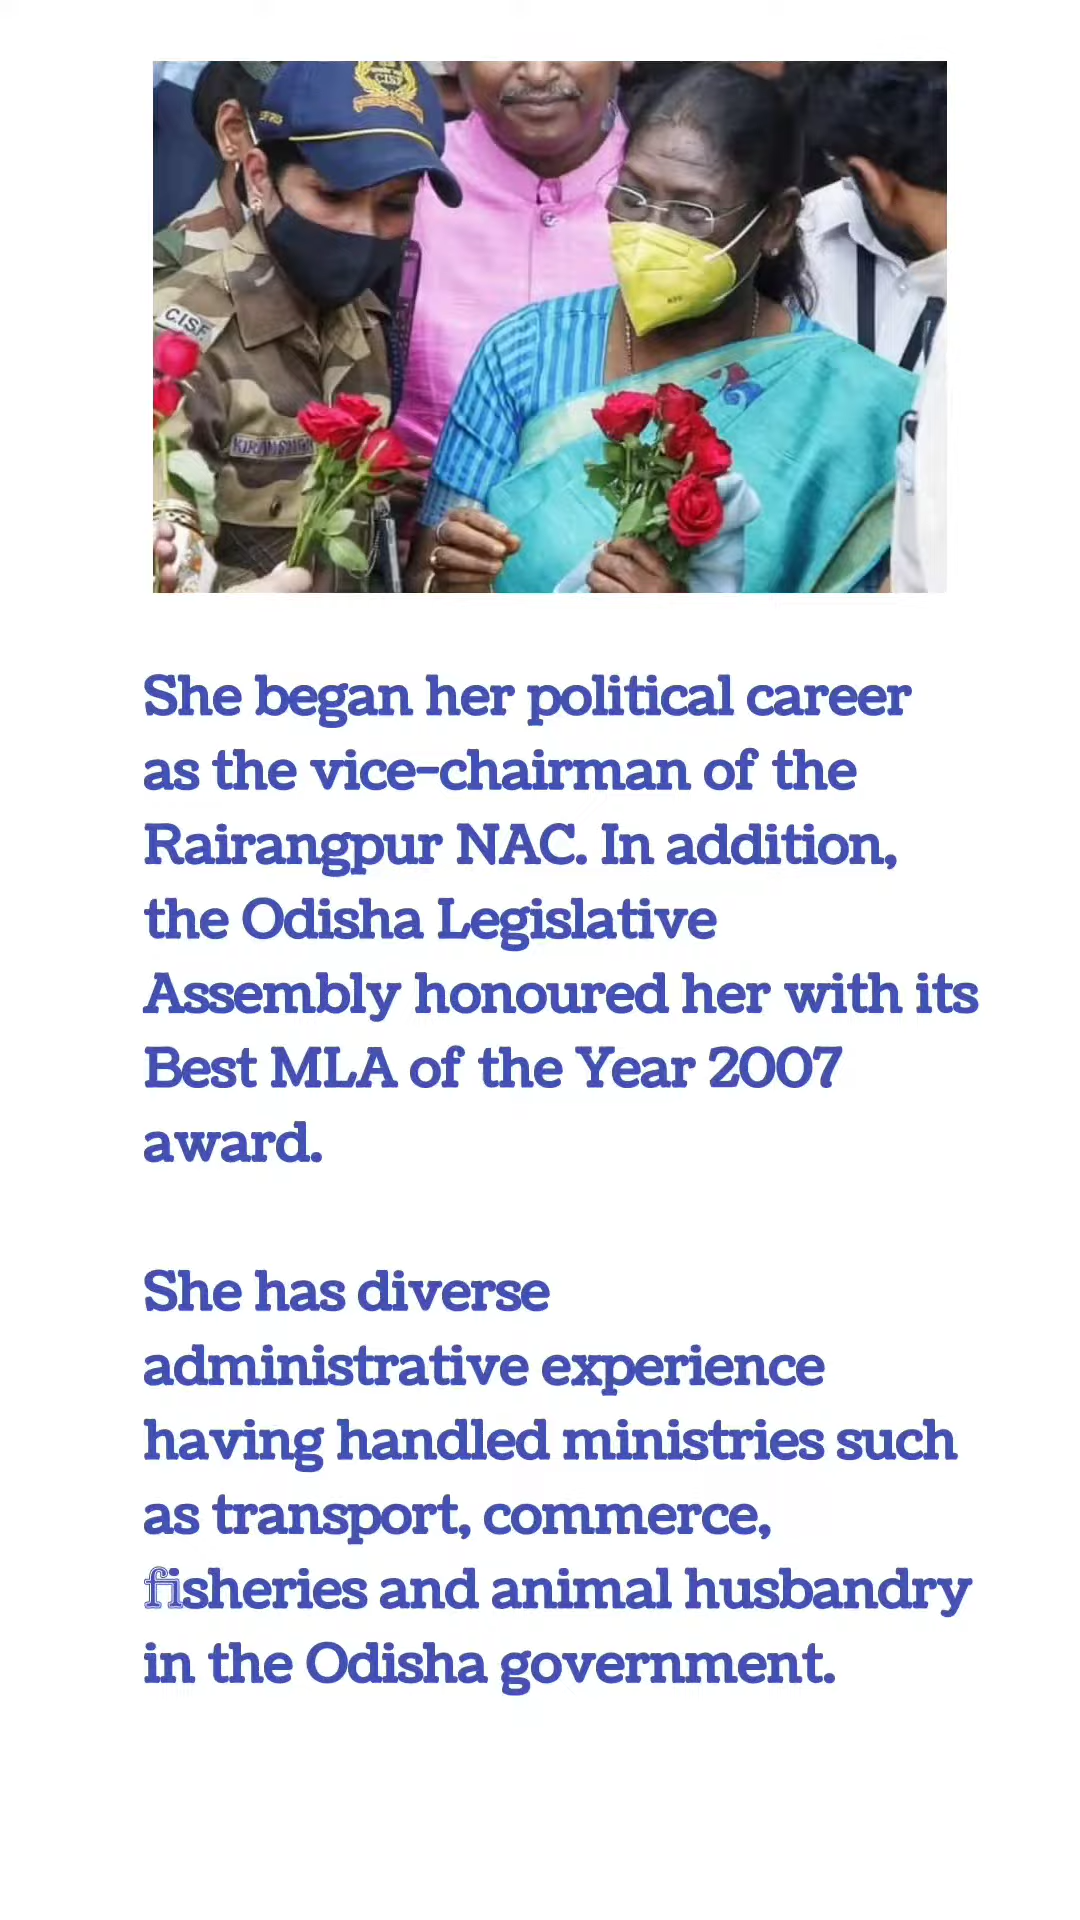 CISF
CISF
She began her political career
as the vice-chairman of the
Rairangpur NAC. In addition,
the Odisha Legislative
Assembly honoured her with its
Best MLA of the Year 2007
award.
She has diverse
administrative experience
having handled ministries such
as transport, commerce,
fisheries and animal husbandry
in the Odisha government.